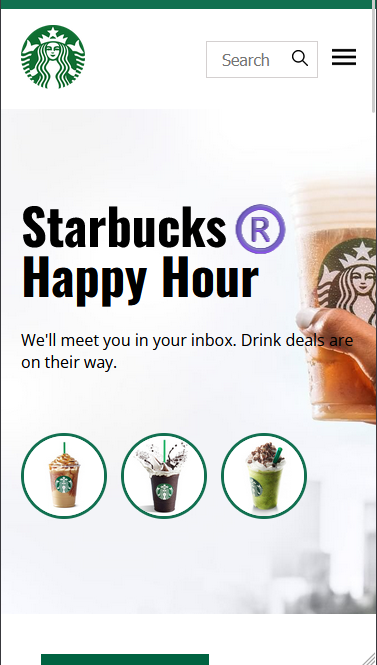 Search
Starbucks ®
Happy Hour
We'll meet you in your inbox. Drink deals are
on their way.